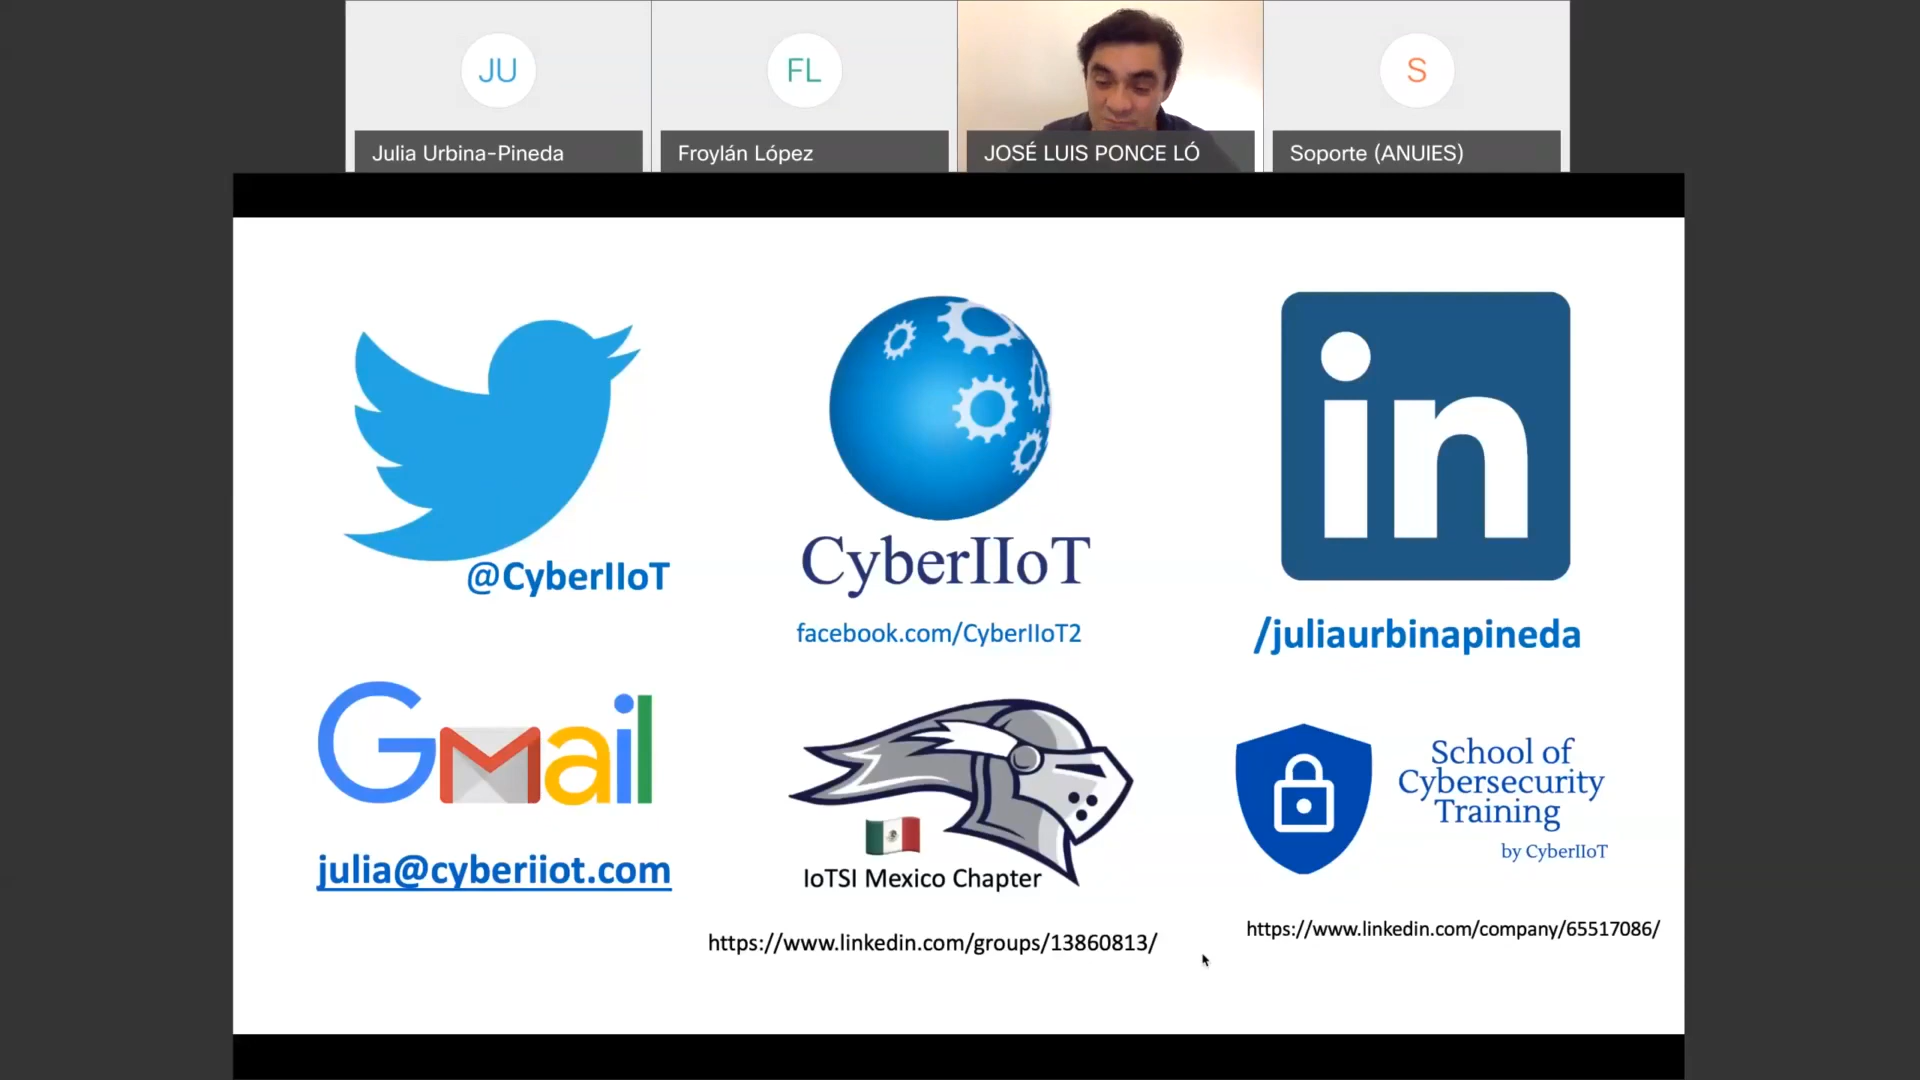 JU
FL
S
Julia Urbina-Pineda
Froylán López
JOSÉ LUIS PONCE LÓ
Soporte (ANUIES)
@CyberIIoT
CyberIIoT
facebook.com/CyberIIoT2
in
/juliaurbinapineda
GMail
julia@cyberiiot.com
IoTSI Mexico Chapter
https://www.linkedin.com/groups/13860813/
School of
Cybersecurity
Training
by CyberIIoT
https://www.linkedin.com/company/65517086/